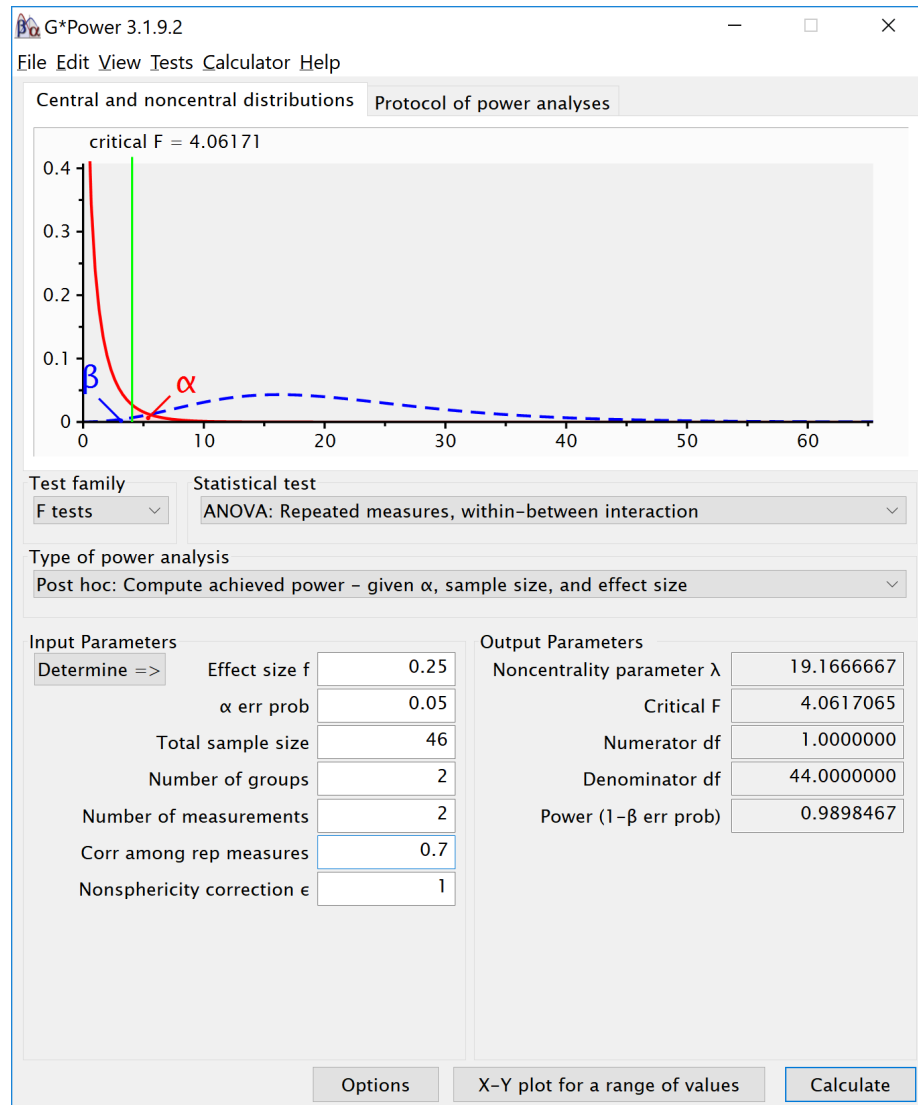 G*Power 3.1.9.2
File Edit View Tests Calculator Help
Central and noncentral distributions Protocol of power analyses
critical F = 4.06171
0.4
0.3
0.2
0.1
0
β α
0 10 20 30 40 50 60
Test family Statistical test
F tests ANOVA: Repeated measures, within-between interaction
Type of power analysis
Post hoc: Compute achieved power - given α, sample size, and effect size
Input Parameters Output Parameters
Determine => Effect size f 0.25 Noncentrality parameter λ 19.1666667
α err prob 0.05 Critical F 4.0617065
Total sample size 46 Numerator df 1.0000000
Number of groups 2 Denominator df 44.0000000
Number of measurements 2 Power (1-β err prob) 0.9898467
Corr among rep measures 0.7
Nonsphericity correction ϵ 1
Options X-Y plot for a range of values Calculate